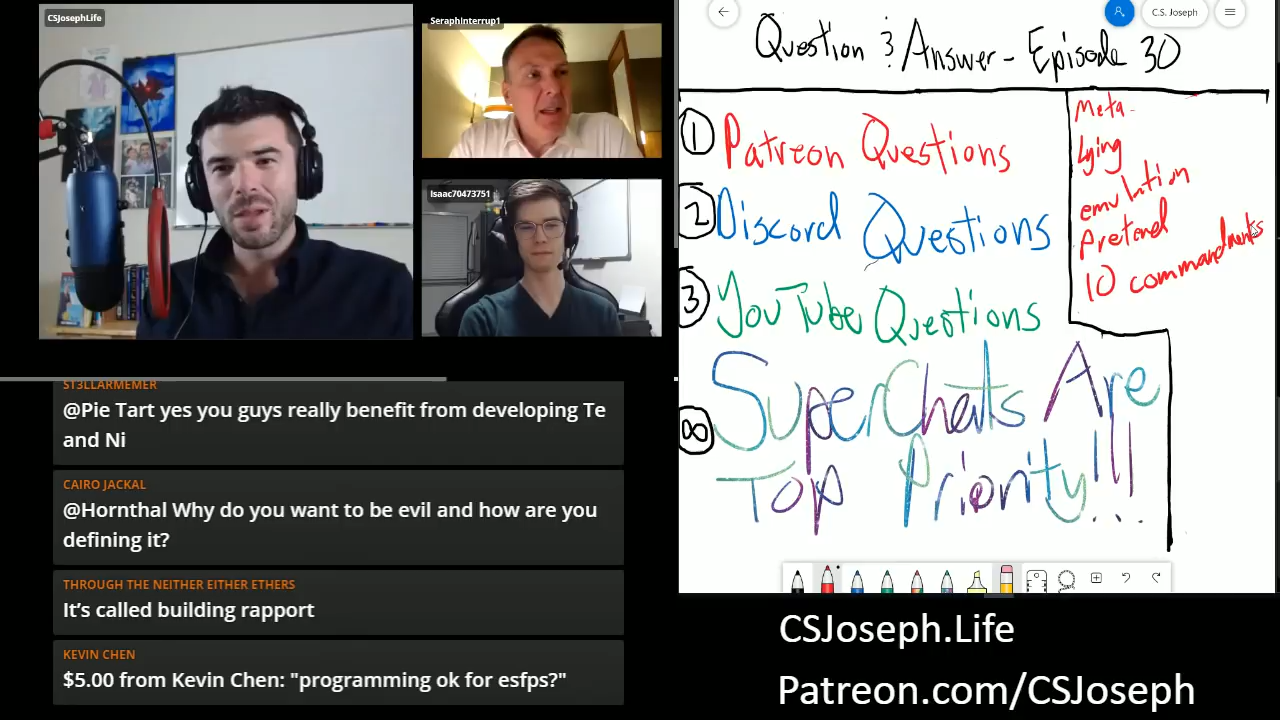 CSJosephLife
SeraphInterrup1
Isaac70473751
ST3LLARMEMER
@Pie Tart yes you guys really benefit from developing Te
and Ni
CAIRO JACKAL
@Hornthal Why do you want to be evil and how are you
defining it?
THROUGH THE NEITHER EITHER ETHERS
It's called building rapport
KEVIN CHEN
$5.00 from Kevin Chen: "programming ok for esfps?"
C.S. Joseph
Question & Answer - Episode 30
① Patreon Questions
② Discord Questions
③ YouTube Questions
∞ SuperChats Are
Top Priority!!!
Meta -
lying
emulation
Pretend
10 commandments
CSJoseph.Life
Patreon.com/CSJoseph